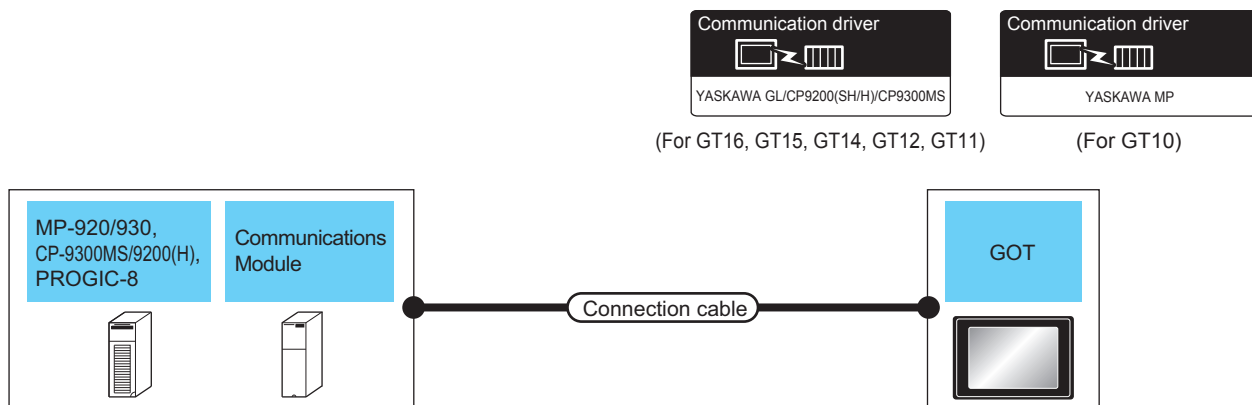 Communication driver
YASKAWA GL/CP9200(SH/H)/CP9300MS
(For GT16, GT15, GT14, GT12, GT11)
Communication driver
YASKAWA MP
(For GT10)
MP-920/930,
CP-9300MS/9200(H),
PROGIC-8
Communications
Module
Connection cable
GOT